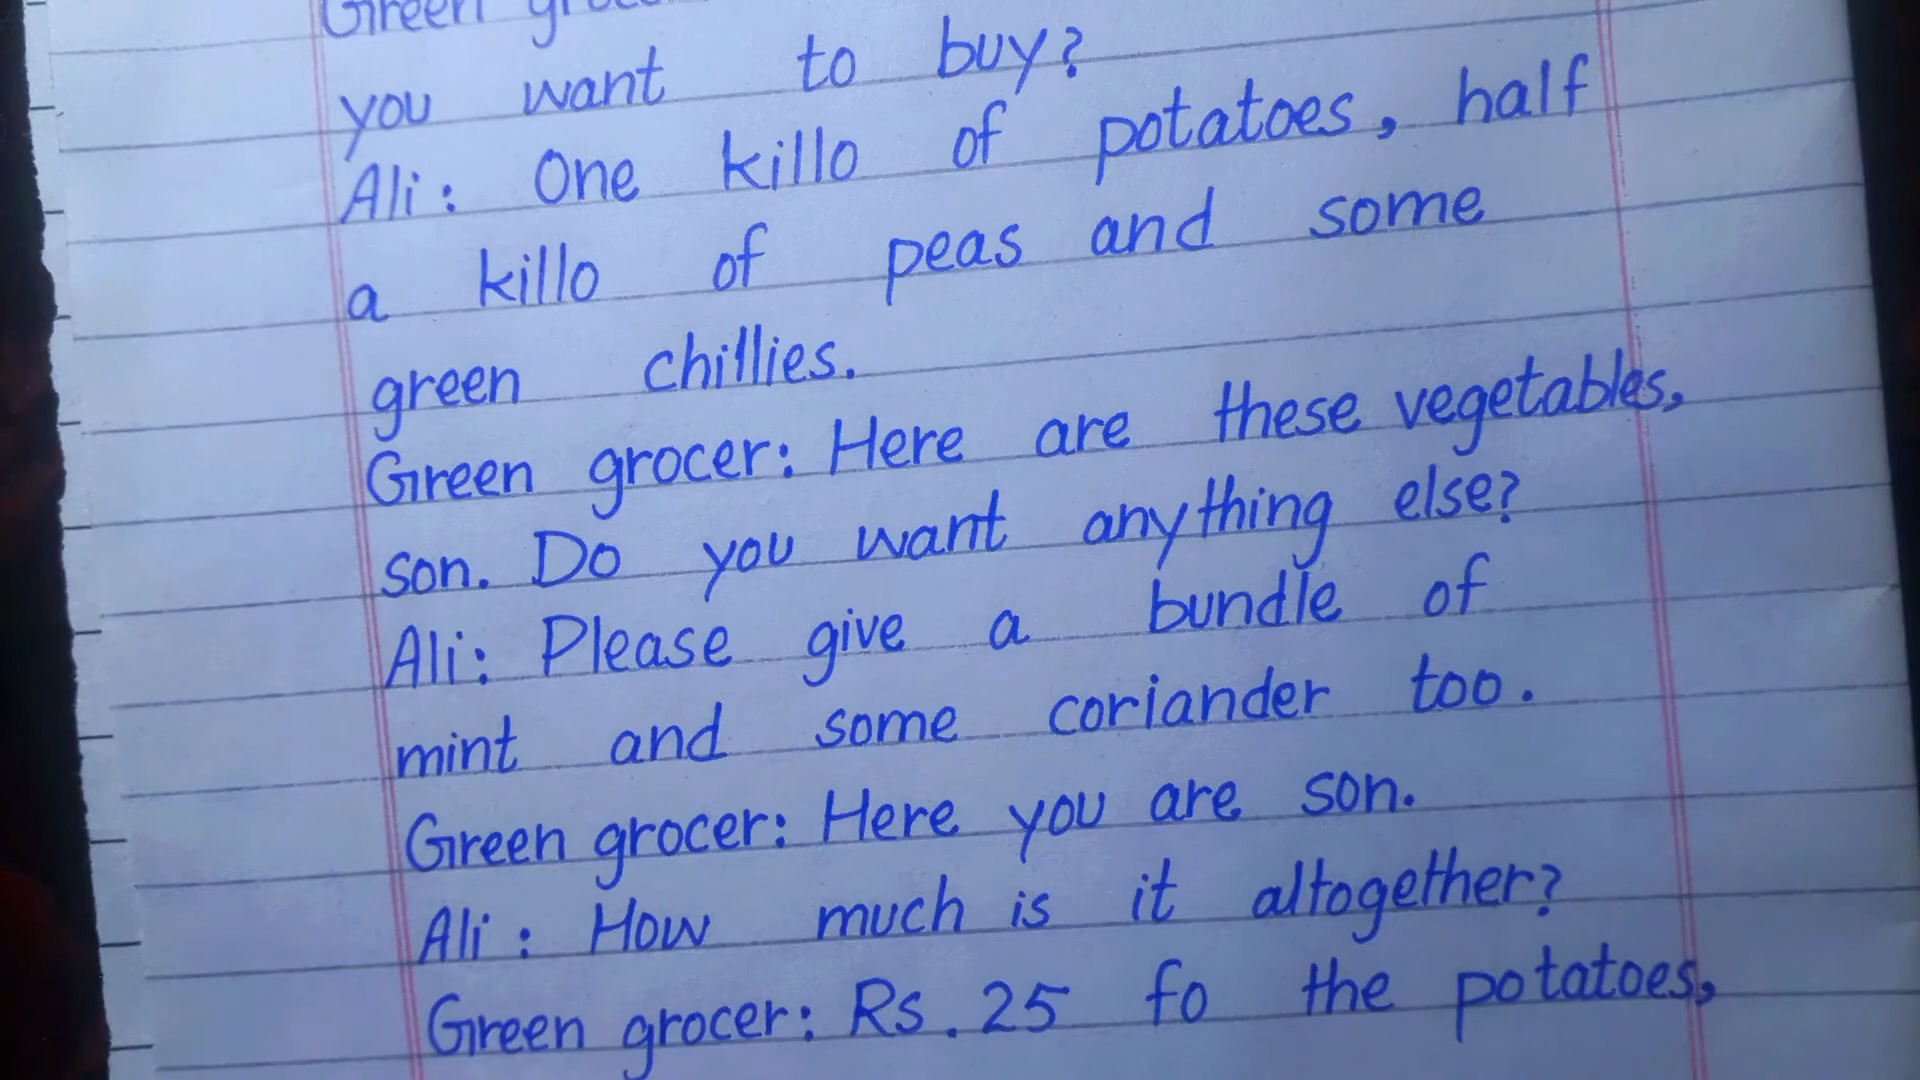 Green
you want to buy?
Ali: One killo of potatoes, half
a killo of peas and some
green chillies.
Green grocer: Here are these vegetables,
son. Do you want anything else?
Ali: Please give a bundle of
mint and some coriander too.
Green grocer: Here you are son.
Ali: How much is it altogether?
Green grocer: Rs. 25 fo the potatoes,